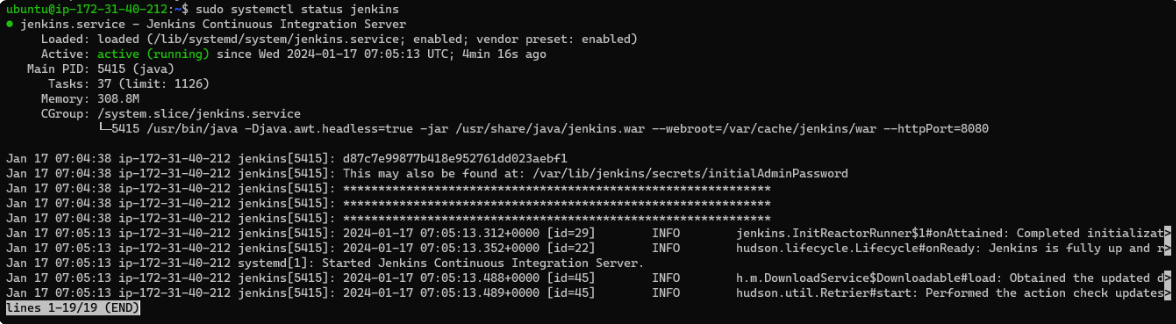 ubuntu@ip-172-31-40-212:~$ sudo systemctl status jenkins
● jenkins.service - Jenkins Continuous Integration Server
     Loaded: loaded (/lib/systemd/system/jenkins.service; enabled; vendor preset: enabled)
     Active: active (running) since Wed 2024-01-17 07:05:13 UTC; 4min 16s ago
   Main PID: 5415 (java)
      Tasks: 37 (limit: 1126)
     Memory: 308.8M
     CGroup: /system.slice/jenkins.service
             └─5415 /usr/bin/java -Djava.awt.headless=true -jar /usr/share/java/jenkins.war --webroot=/var/cache/jenkins/war --httpPort=8080
Jan 17 07:04:38 ip-172-31-40-212 jenkins[5415]: d87c7e99877b418e952761dd023aebf1
Jan 17 07:04:38 ip-172-31-40-212 jenkins[5415]: This may also be found at: /var/lib/jenkins/secrets/initialAdminPassword
Jan 17 07:04:38 ip-172-31-40-212 jenkins[5415]: *************************************************************
Jan 17 07:04:38 ip-172-31-40-212 jenkins[5415]: *************************************************************
Jan 17 07:04:38 ip-172-31-40-212 jenkins[5415]: *************************************************************
Jan 17 07:05:13 ip-172-31-40-212 jenkins[5415]: 2024-01-17 07:05:13.312+0000 [id=29]        INFO        jenkins.InitReactorRunner$1#onAttained: Completed initializat>
Jan 17 07:05:13 ip-172-31-40-212 jenkins[5415]: 2024-01-17 07:05:13.352+0000 [id=22]        INFO        hudson.lifecycle.Lifecycle#onReady: Jenkins is fully up and r>
Jan 17 07:05:13 ip-172-31-40-212 systemd[1]: Started Jenkins Continuous Integration Server.
Jan 17 07:05:13 ip-172-31-40-212 jenkins[5415]: 2024-01-17 07:05:13.488+0000 [id=45]        INFO        h.m.DownloadService$Downloadable#load: Obtained the updated d>
Jan 17 07:05:13 ip-172-31-40-212 jenkins[5415]: 2024-01-17 07:05:13.489+0000 [id=45]        INFO        hudson.util.Retrier#start: Performed the action check updates>
lines 1-19/19 (END)